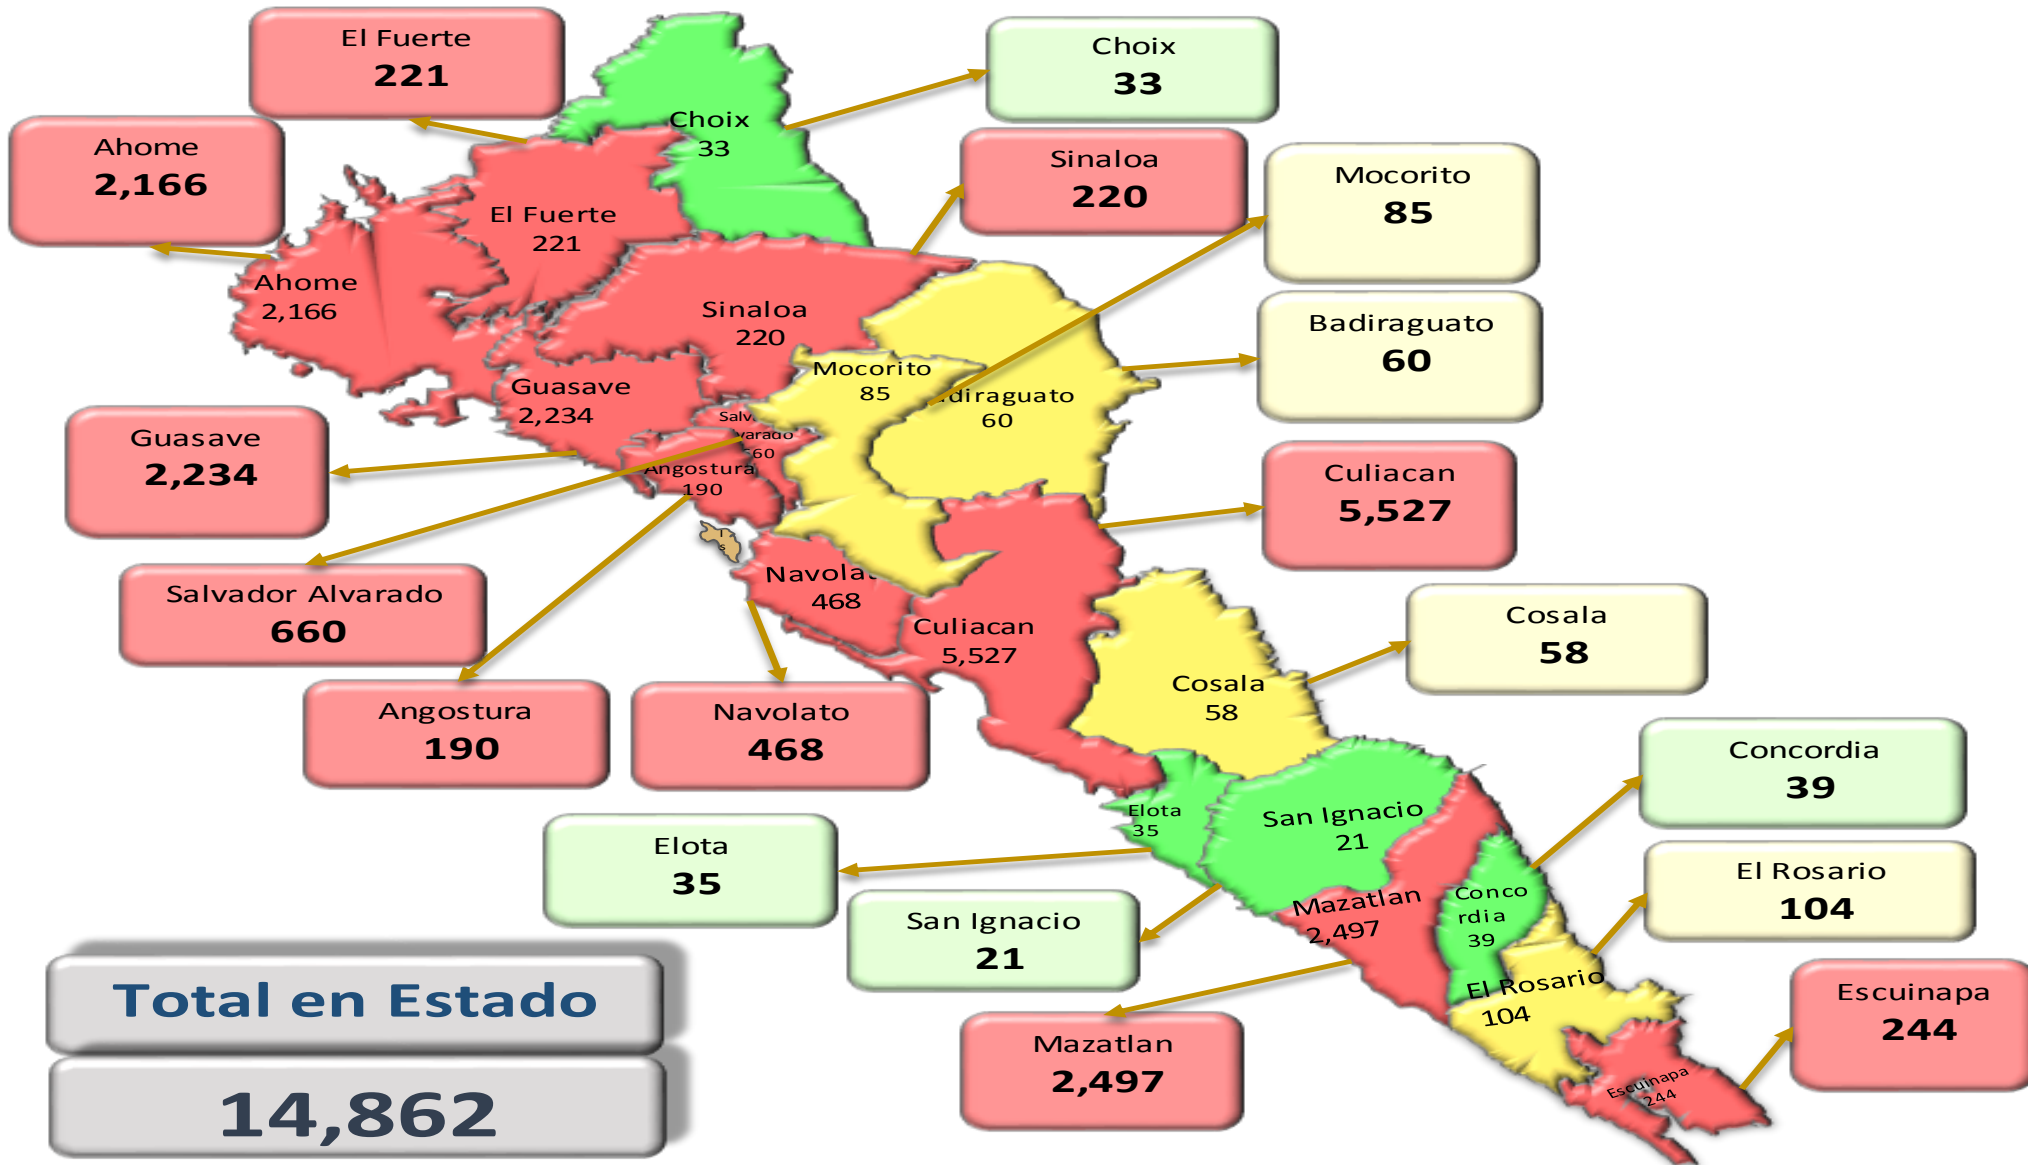 El Fuerte
221
Choix
33
Ahome
2,166
Sinaloa
220
Mocorito
85
Badiraguato
60
Guasave
2,234
Culiacan
5,527
Salvador Alvarado
660
Cosala
58
Angostura
190
Navolato
468
Concordia
39
Elota
35
El Rosario
104
San Ignacio
21
Escuinapa
244
Mazatlan
2,497
Choix
33
El Fuerte
221
Ahome
2,166
Sinaloa
220
Mocorito
85
diraguato
60
Guasave
2,234
Salv
varado
60
Angostura
190
Navola
468
Culiacan
5,527
Cosala
58
Elota
35
San Ignacio
21
Mazatlan
2,497
Conco
rdia
39
El Rosario
104
Escuinapa
244
Total en Estado
14,862